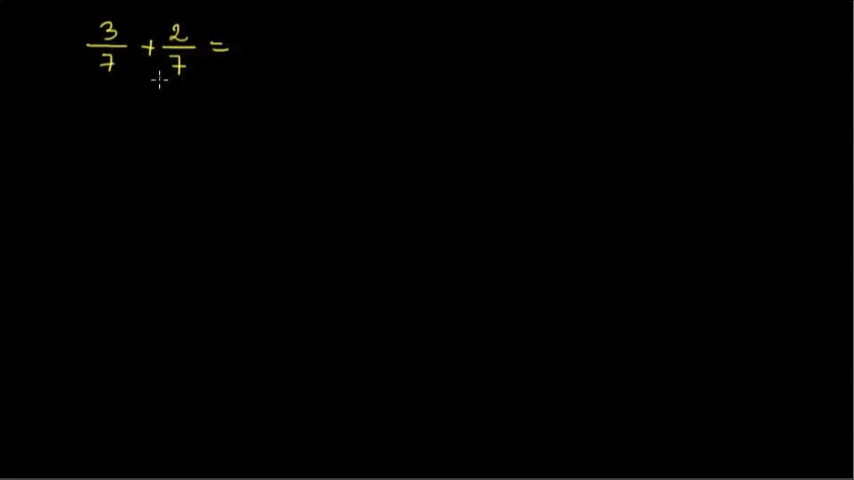 3/7 + 2/7 =